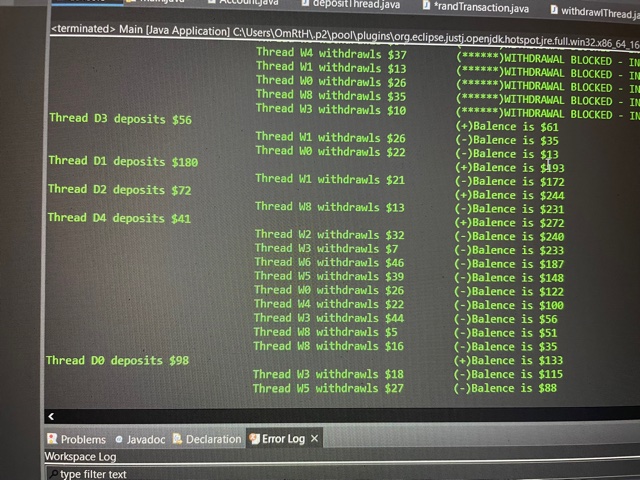 Account.java depositThread.java *randTransaction.java withdrawlThread.java
<terminated> Main [Java Application] C:\Users\OmRtH\.p2\pool\plugins\org.eclipse.justj.openjdk.hotspot.jre.full.win32.x86_64_16
Thread W4 withdrawls $37 (******)WITHDRAWAL BLOCKED - IN
Thread W1 withdrawls $13 (******)WITHDRAWAL BLOCKED - IN
Thread W0 withdrawls $26 (******)WITHDRAWAL BLOCKED - IN
Thread W8 withdrawls $35 (******)WITHDRAWAL BLOCKED - IN
Thread W3 withdrawls $10 (******)WITHDRAWAL BLOCKED - IN
Thread D3 deposits $56 (+)Balence is $61
Thread W1 withdrawls $26 (-)Balence is $35
Thread W0 withdrawls $22 (-)Balence is $13
Thread D1 deposits $180 (+)Balence is $193
Thread W1 withdrawls $21 (-)Balence is $172
Thread D2 deposits $72 (+)Balence is $244
Thread W8 withdrawls $13 (-)Balence is $231
Thread D4 deposits $41 (+)Balence is $272
Thread W2 withdrawls $32 (-)Balence is $240
Thread W3 withdrawls $7 (-)Balence is $233
Thread W6 withdrawls $46 (-)Balence is $187
Thread W5 withdrawls $39 (-)Balence is $148
Thread W0 withdrawls $26 (-)Balence is $122
Thread W4 withdrawls $22 (-)Balence is $100
Thread W3 withdrawls $44 (-)Balence is $56
Thread W8 withdrawls $5 (-)Balence is $51
Thread W8 withdrawls $16 (-)Balence is $35
Thread D0 deposits $98 (+)Balence is $133
Thread W3 withdrawls $18 (-)Balence is $115
Thread W5 withdrawls $27 (-)Balence is $88
Problems Javadoc Declaration Error Log
Workspace Log
type filter text